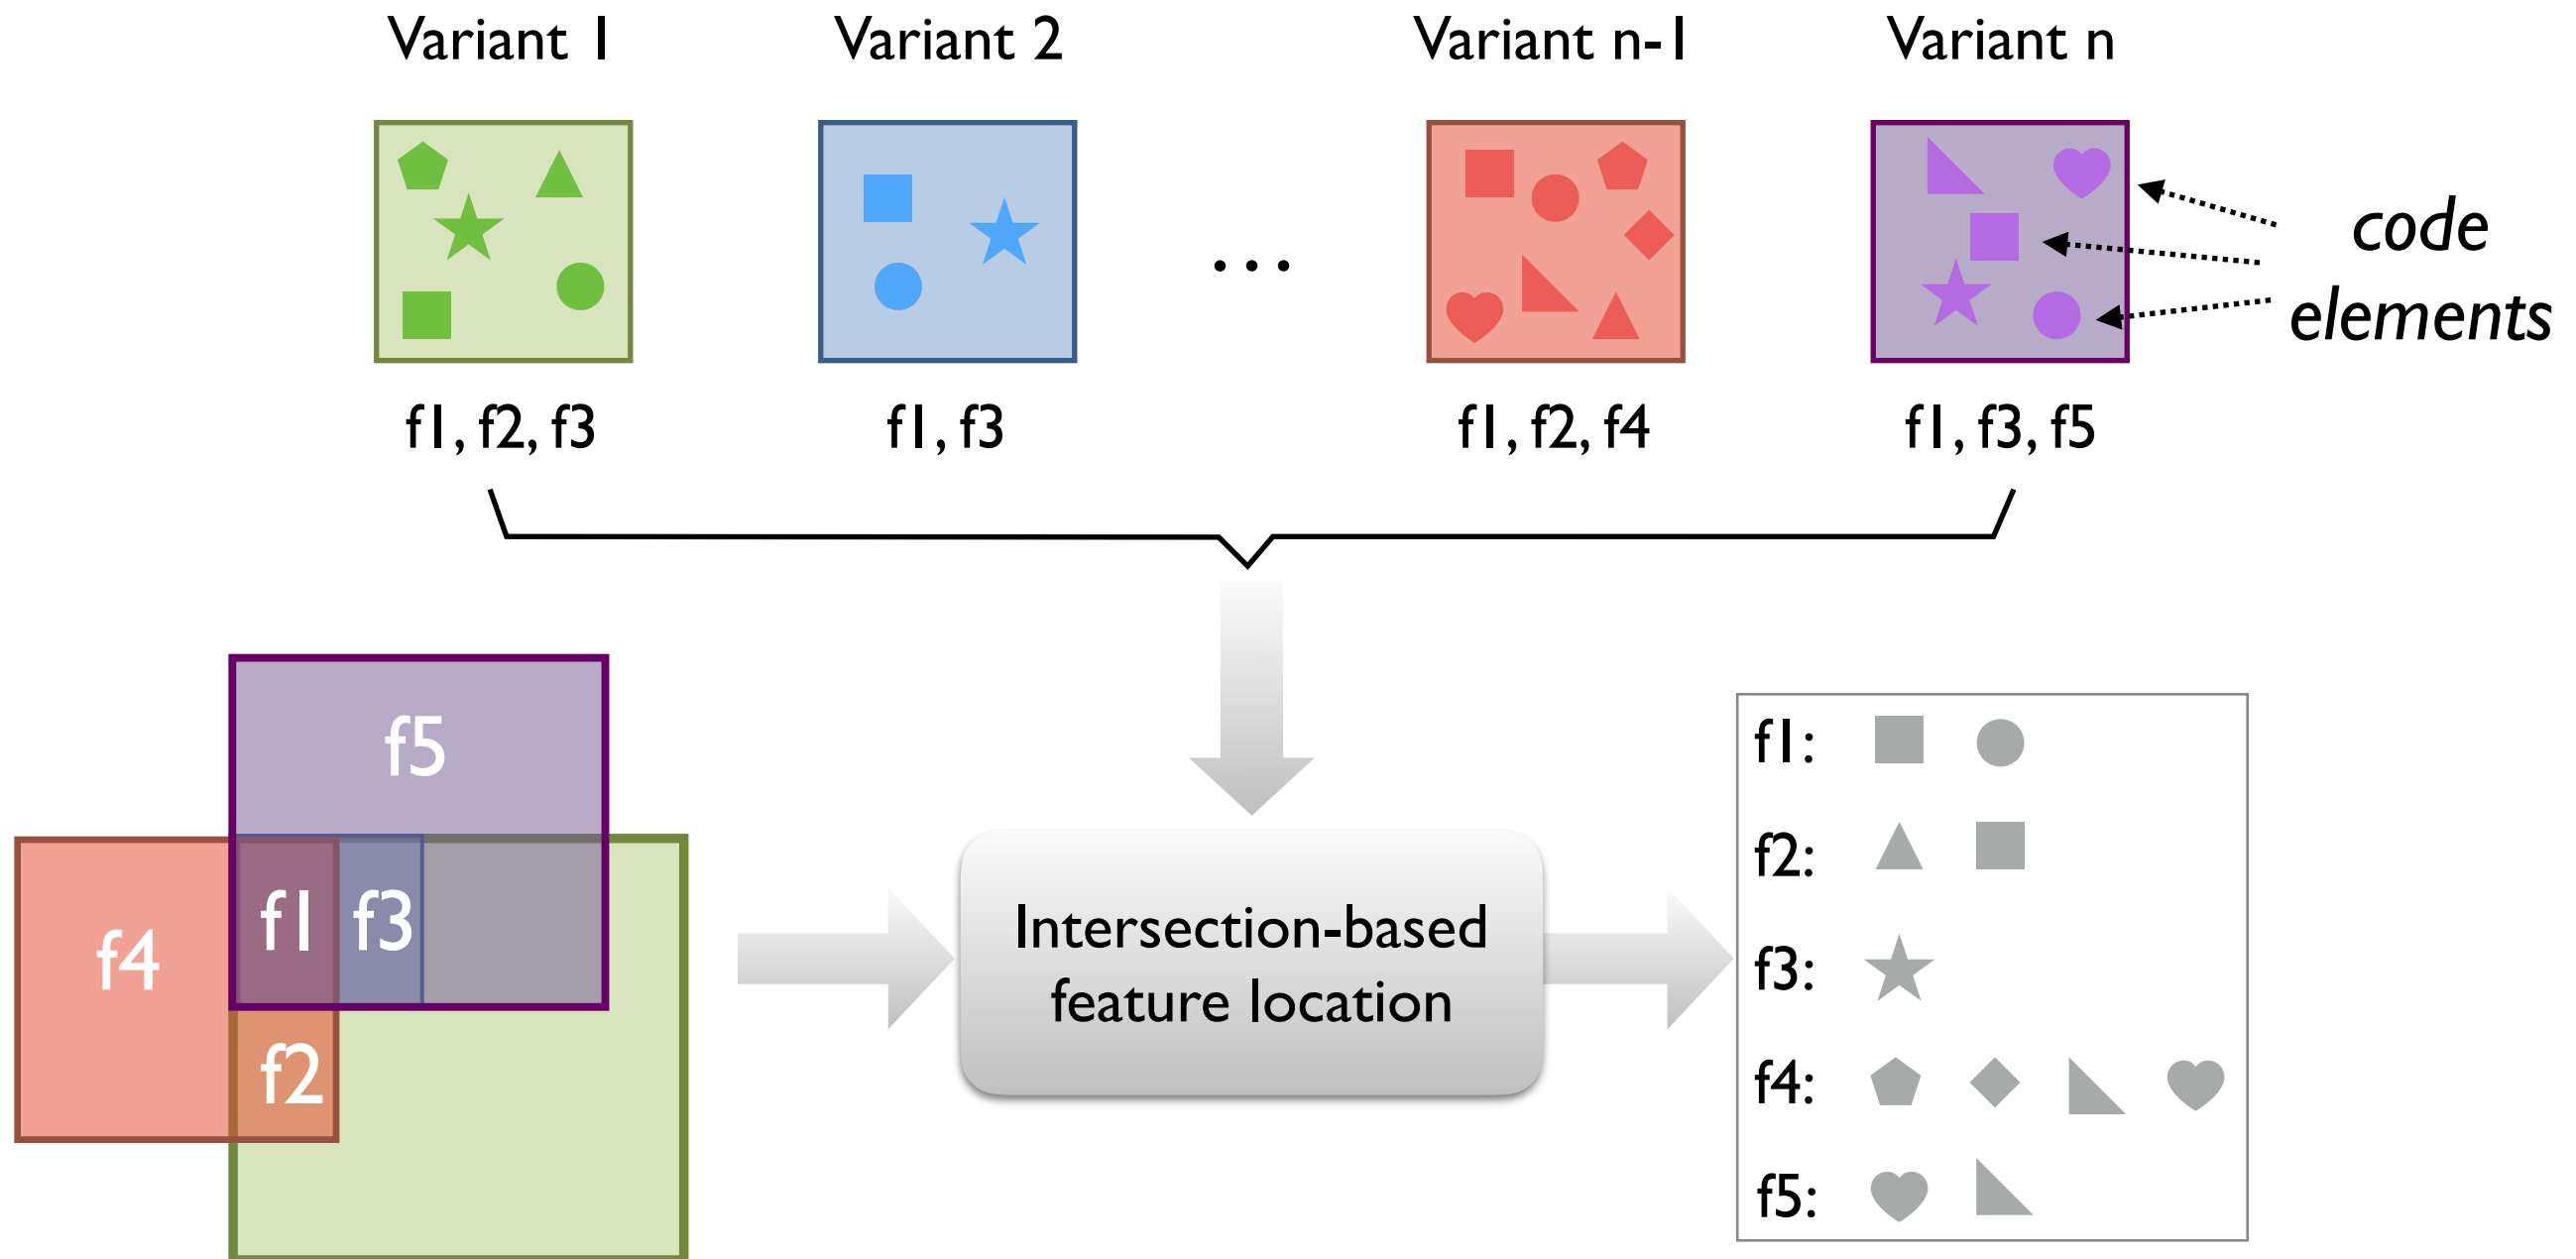 Variant 1
Variant 2
Variant n-1
Variant n
...
code
elements
f1, f2, f3
f1, f3
f1, f2, f4
f1, f3, f5
f5
f4
f1
f3
f2
Intersection-based
feature location
f1:
f2:
f3:
f4:
f5: